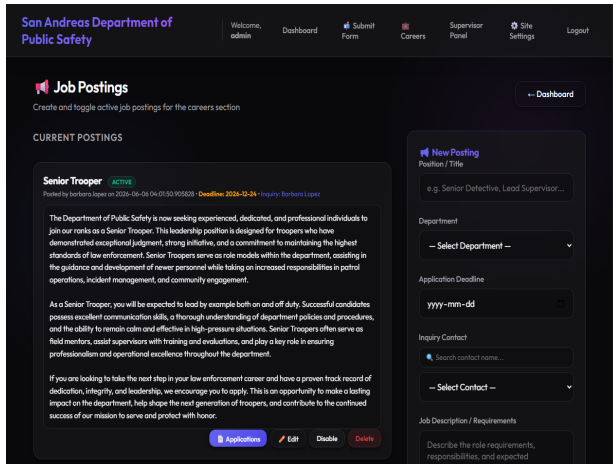 San Andreas Department of
Public Safety
Welcome,
admin
Dashboard
Submit
Form
Careers
Supervisor
Panel
Site
Settings
Logout
Job Postings
Create and toggle active job postings for the careers section
← Dashboard
CURRENT POSTINGS
Senior Trooper ACTIVE
Posted by barbara.lopez on 2026-06-06 04:01:50.905828 • Deadline: 2026-12-24 • Inquiry: Barbara Lopez
The Department of Public Safety is now seeking experienced, dedicated, and professional individuals to
join our ranks as a Senior Trooper. This leadership position is designed for troopers who have
demonstrated exceptional judgment, strong initiative, and a commitment to maintaining the highest
standards of law enforcement. Senior Troopers serve as role models within the department, assisting in
the guidance and development of newer personnel while taking on increased responsibilities in patrol
operations, incident management, and community engagement.
As a Senior Trooper, you will be expected to lead by example both on and off duty. Successful candidates
possess excellent communication skills, a thorough understanding of department policies and procedures,
and the ability to remain calm and effective in high-pressure situations. Senior Troopers often serve as
field mentors, assist supervisors with training and evaluations, and play a key role in ensuring
professionalism and operational excellence throughout the department.
If you are looking to take the next step in your law enforcement career and have a proven track record of
dedication, integrity, and leadership, we encourage you to apply. This is an opportunity to make a lasting
impact on the department, help shape the next generation of troopers, and contribute to the continued
success of our mission to serve and protect with honor.
Applications
Edit
Disable
Delete
New Posting
Position / Title
e.g. Senior Detective, Lead Supervisor...
Department
— Select Department —
Application Deadline
yyyy-mm-dd
Inquiry Contact
Search contact name...
— Select Contact —
Job Description / Requirements
Describe the role requirements,
responsibilities, and expected